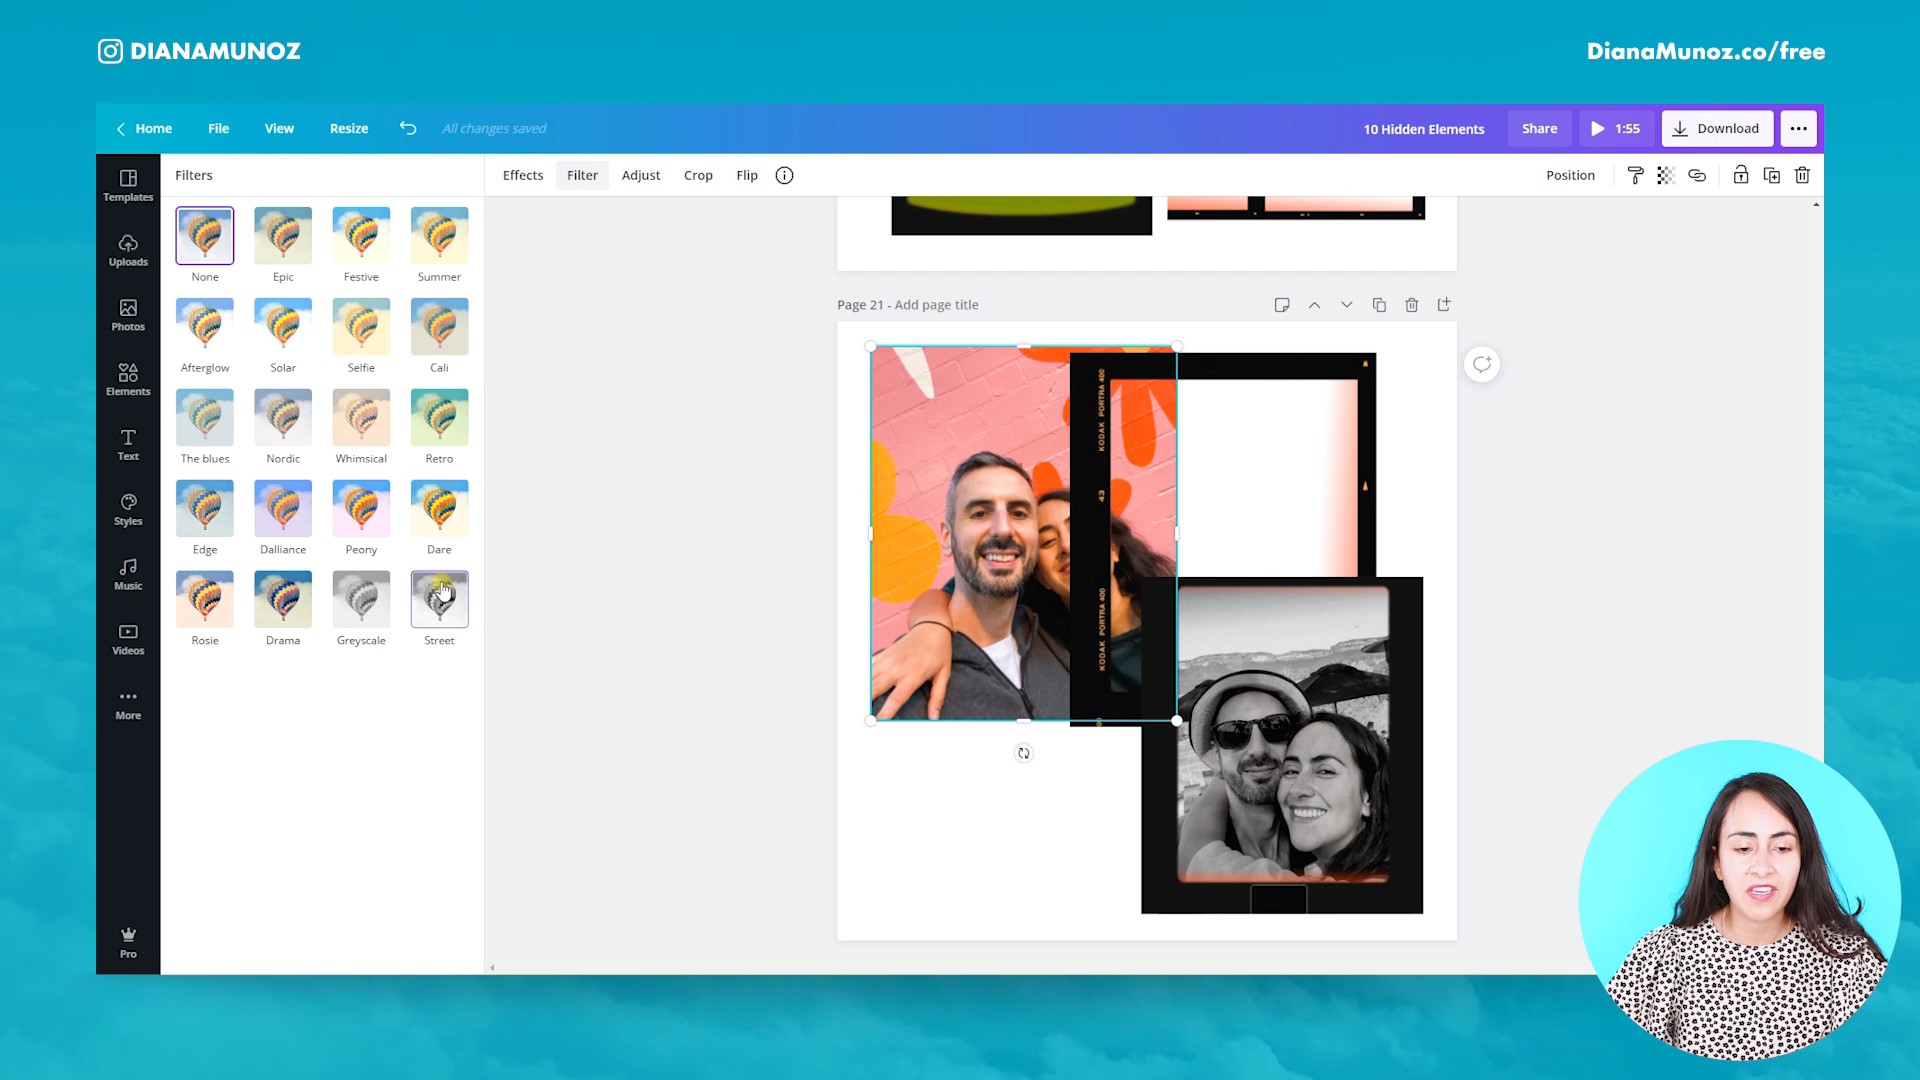 DIANAMUNOZ
DianaMunoz.co/free
Home
File
View
Resize
All changes saved
10 Hidden Elements
Share
1:55
Download
Templates
Uploads
Photos
Elements
Text
Styles
Music
Videos
More
Pro
Filters
None
Epic
Festive
Summer
Afterglow
Solar
Selfie
Cali
The blues
Nordic
Whimsical
Retro
Edge
Dalliance
Peony
Dare
Rosie
Drama
Greyscale
Street
Effects
Filter
Adjust
Crop
Flip
Position
Page 21 - Add page title
KODAK PORTRA 400
43
KODAK PORTRA 400